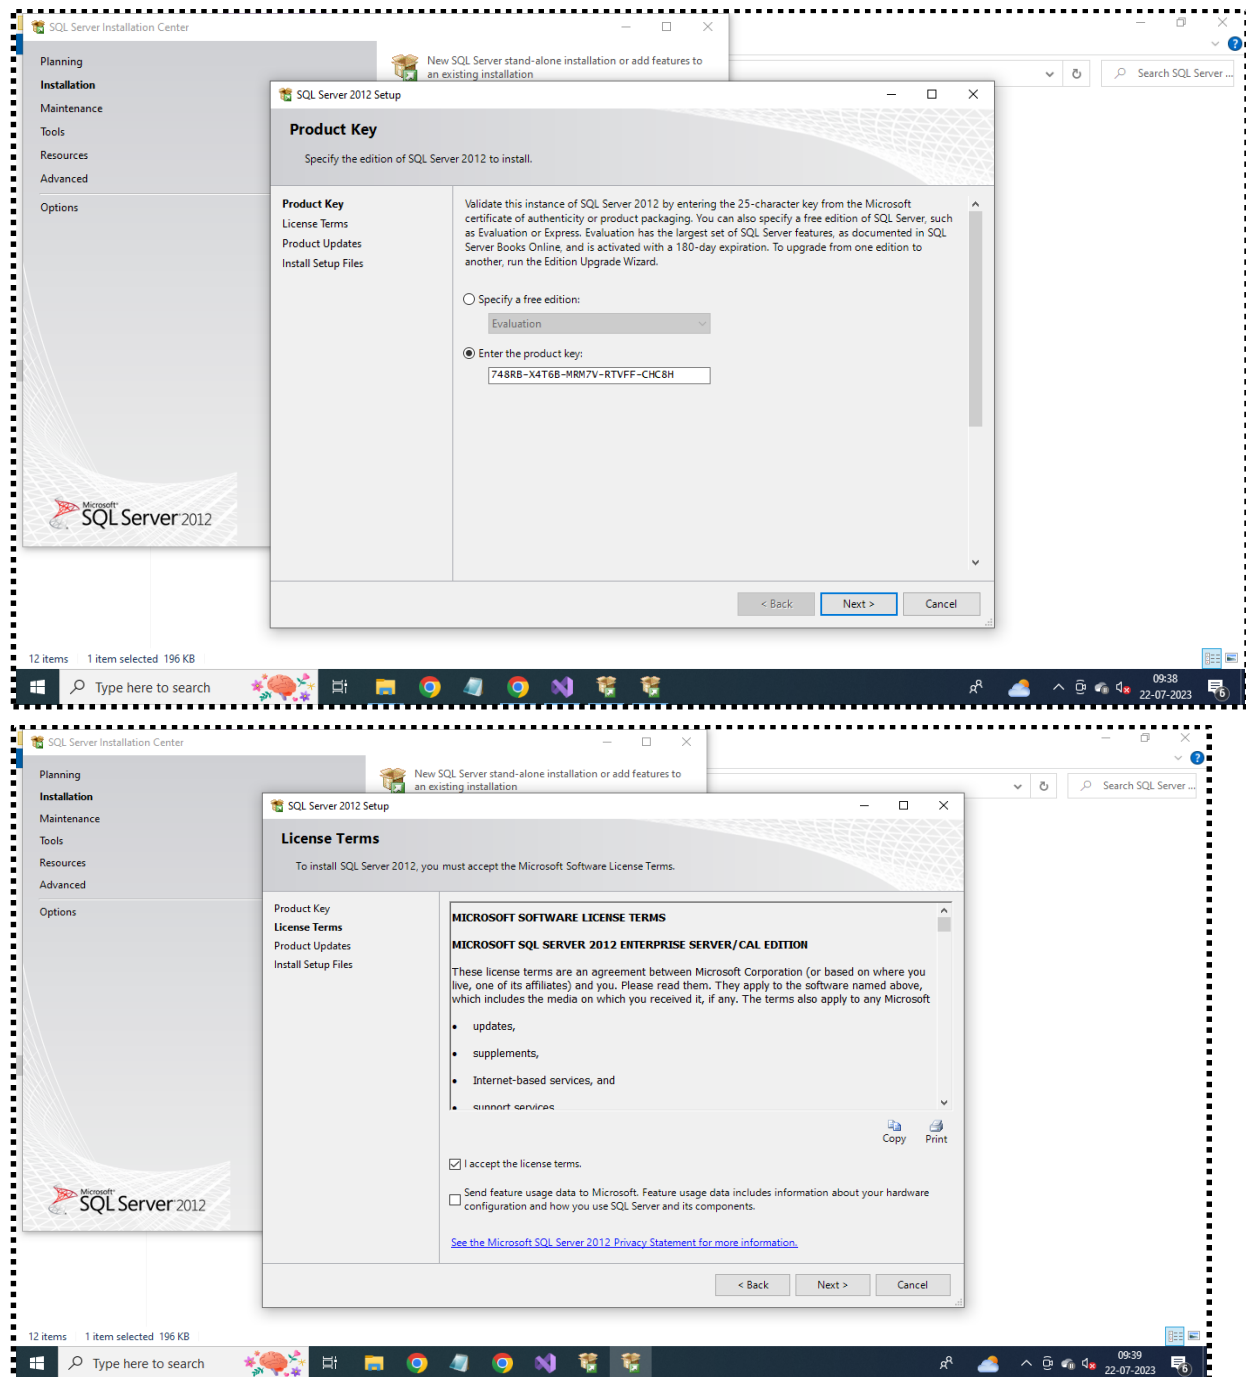 SQL Server Installation Center
Planning
Installation
Maintenance
Tools
Resources
Advanced
Options
New SQL Server stand-alone installation or add features to
an existing installation
Search SQL Server ...
SQL Server 2012 Setup
Product Key
Specify the edition of SQL Server 2012 to install.
Product Key
License Terms
Product Updates
Install Setup Files
Validate this instance of SQL Server 2012 by entering the 25-character key from the Microsoft
certificate of authenticity or product packaging. You can also specify a free edition of SQL Server, such
as Evaluation or Express. Evaluation has the largest set of SQL Server features, as documented in SQL
Server Books Online, and is activated with a 180-day expiration. To upgrade from one edition to
another, run the Edition Upgrade Wizard.
Specify a free edition:
Evaluation
Enter the product key:
748RB-X4T6B-MRM7V-RTVFF-CHC8H
Microsoft
SQL Server 2012
< Back
Next >
Cancel
12 items
1 item selected 196 KB
Type here to search
09:38
22-07-2023
6
SQL Server Installation Center
Planning
Installation
Maintenance
Tools
Resources
Advanced
Options
New SQL Server stand-alone installation or add features to
an existing installation
Search SQL Server ...
SQL Server 2012 Setup
License Terms
To install SQL Server 2012, you must accept the Microsoft Software License Terms.
Product Key
License Terms
Product Updates
Install Setup Files
MICROSOFT SOFTWARE LICENSE TERMS
MICROSOFT SQL SERVER 2012 ENTERPRISE SERVER/CAL EDITION
These license terms are an agreement between Microsoft Corporation (or based on where you
live, one of its affiliates) and you. Please read them. They apply to the software named above,
which includes the media on which you received it, if any. The terms also apply to any Microsoft
• updates,
• supplements,
• Internet-based services, and
• support services
Copy
Print
I accept the license terms.
Send feature usage data to Microsoft. Feature usage data includes information about your hardware
configuration and how you use SQL Server and its components.
See the Microsoft SQL Server 2012 Privacy Statement for more information.
Microsoft
SQL Server 2012
< Back
Next >
Cancel
12 items
1 item selected 196 KB
Type here to search
09:39
22-07-2023
6